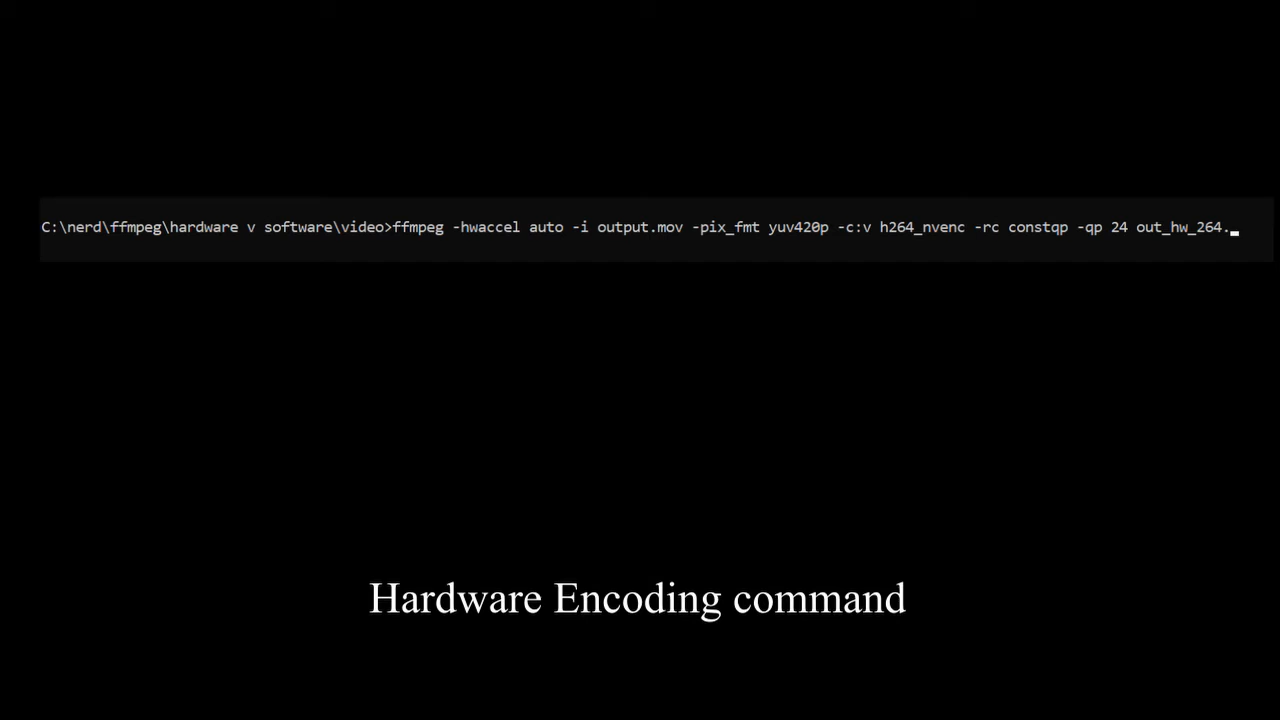 C:\nerd\ffmpeg\hardware v software\video>ffmpeg -hwaccel auto -i output.mov -pix_fmt yuv420p -c:v h264_nvenc -rc constqp -qp 24 out_hw_264.
Hardware Encoding command